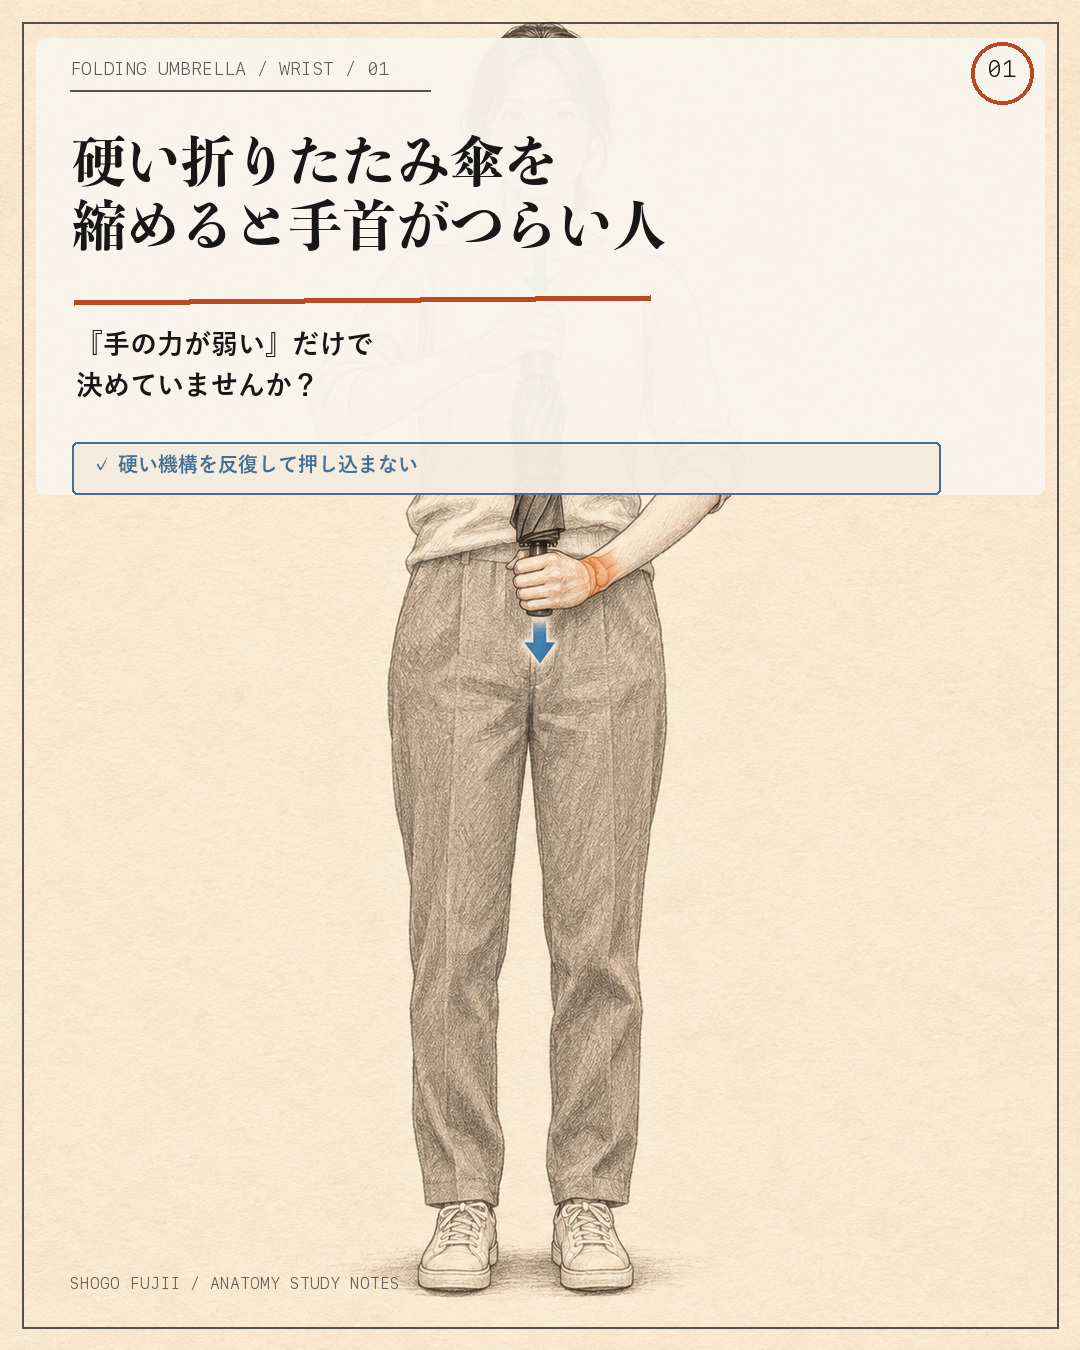 FOLDING UMBRELLA / WRIST / 01
01
硬い折りたたみ傘を
縮めると手首がつらい人
『手の力が弱い』だけで
決めていませんか？
✓ 硬い機構を反復して押し込まない
SHOGO FUJII / ANATOMY STUDY NOTES